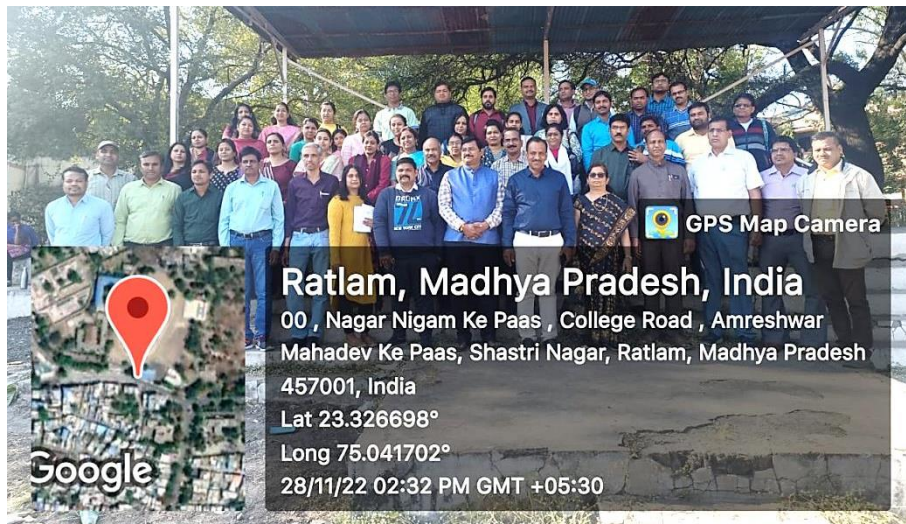 GPS Map Camera
Ratlam, Madhya Pradesh, India
00 , Nagar Nigam Ke Paas , College Road , Amreshwar
Mahadev Ke Paas, Shastri Nagar, Ratlam, Madhya Pradesh
457001, India
Lat 23.326698°
Long 75.041702°
28/11/22 02:32 PM GMT +05:30
Google